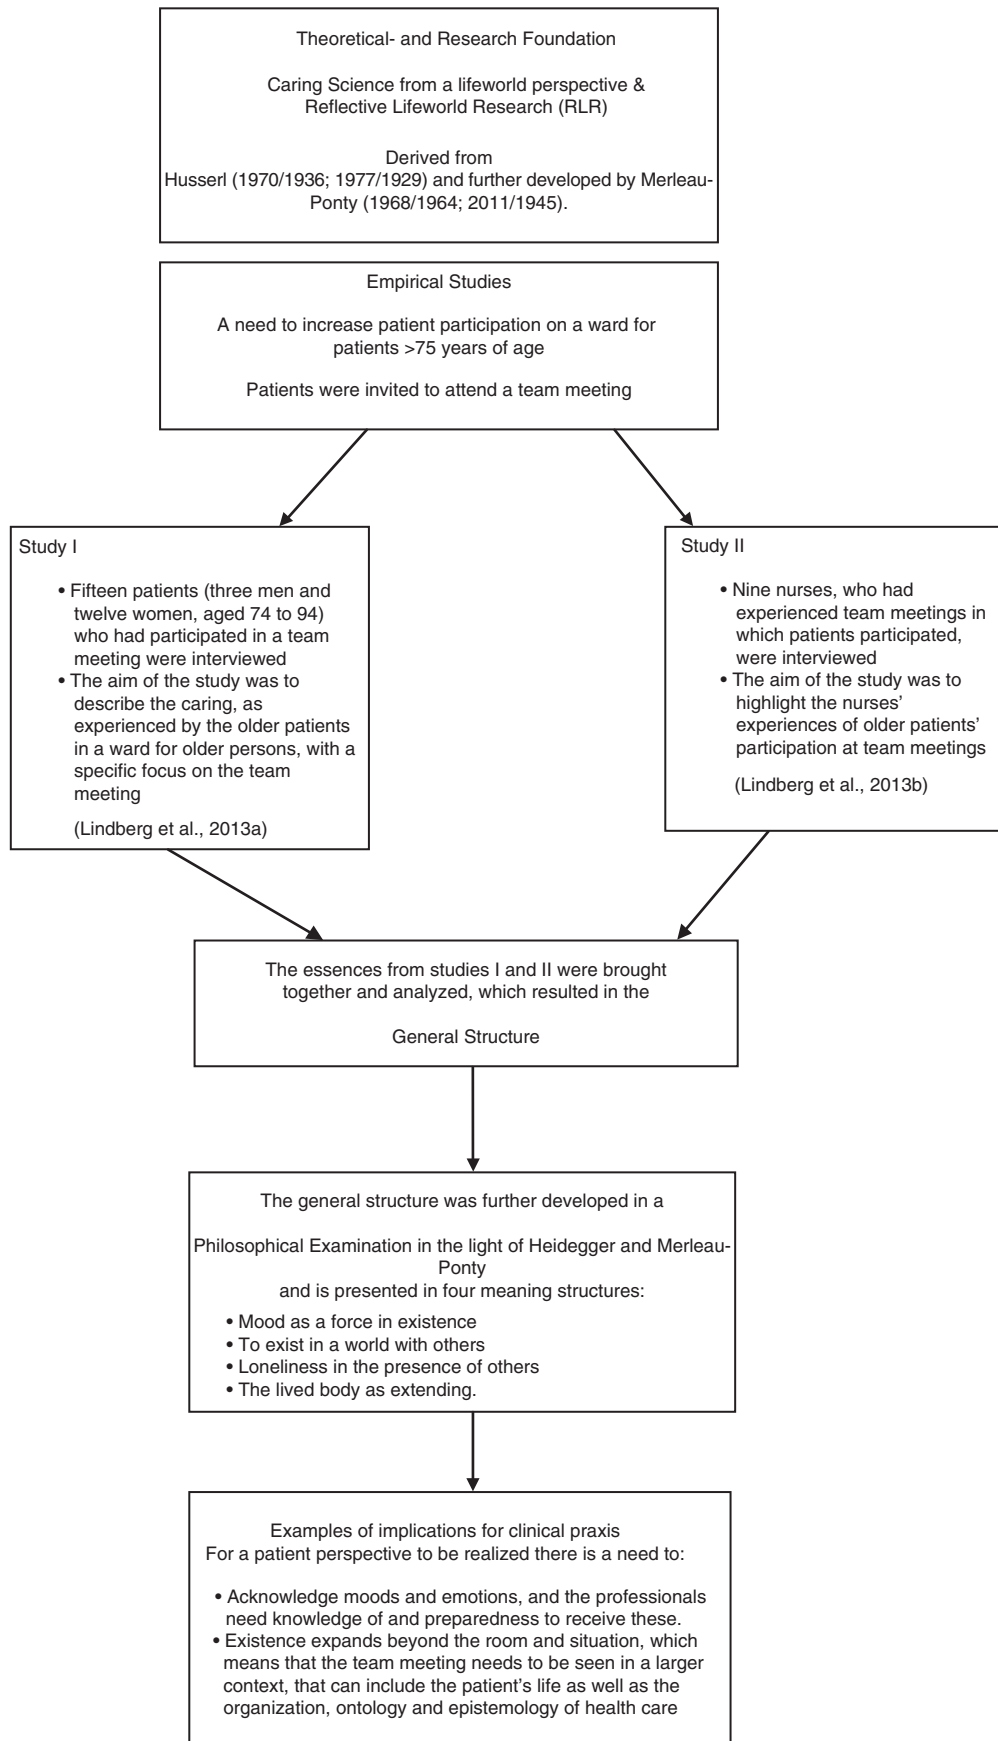 Theoretical- and Research Foundation
Caring Science from a lifeworld perspective &
Reflective Lifeworld Research (RLR)
Derived from
Husserl (1970/1936; 1977/1929) and further developed by Merleau-
Ponty (1968/1964; 2011/1945).
Empirical Studies
A need to increase patient participation on a ward for
patients >75 years of age
Patients were invited to attend a team meeting
Study I
• Fifteen patients (three men and
twelve women, aged 74 to 94)
who had participated in a team
meeting were interviewed
• The aim of the study was to
describe the caring, as
experienced by the older patients
in a ward for older persons, with a
specific focus on the team
meeting
(Lindberg et al., 2013a)
Study II
• Nine nurses, who had
experienced team meetings in
which patients participated,
were interviewed
• The aim of the study was to
highlight the nurses’
experiences of older patients’
participation at team meetings
(Lindberg et al., 2013b)
The essences from studies I and II were brought
together and analyzed, which resulted in the
General Structure
The general structure was further developed in a
Philosophical Examination in the light of Heidegger and Merleau-
Ponty
and is presented in four meaning structures:
• Mood as a force in existence
• To exist in a world with others
• Loneliness in the presence of others
• The lived body as extending.
Examples of implications for clinical praxis
For a patient perspective to be realized there is a need to:
• Acknowledge moods and emotions, and the professionals
need knowledge of and preparedness to receive these.
• Existence expands beyond the room and situation, which
means that the team meeting needs to be seen in a larger
context, that can include the patient’s life as well as the
organization, ontology and epistemology of health care